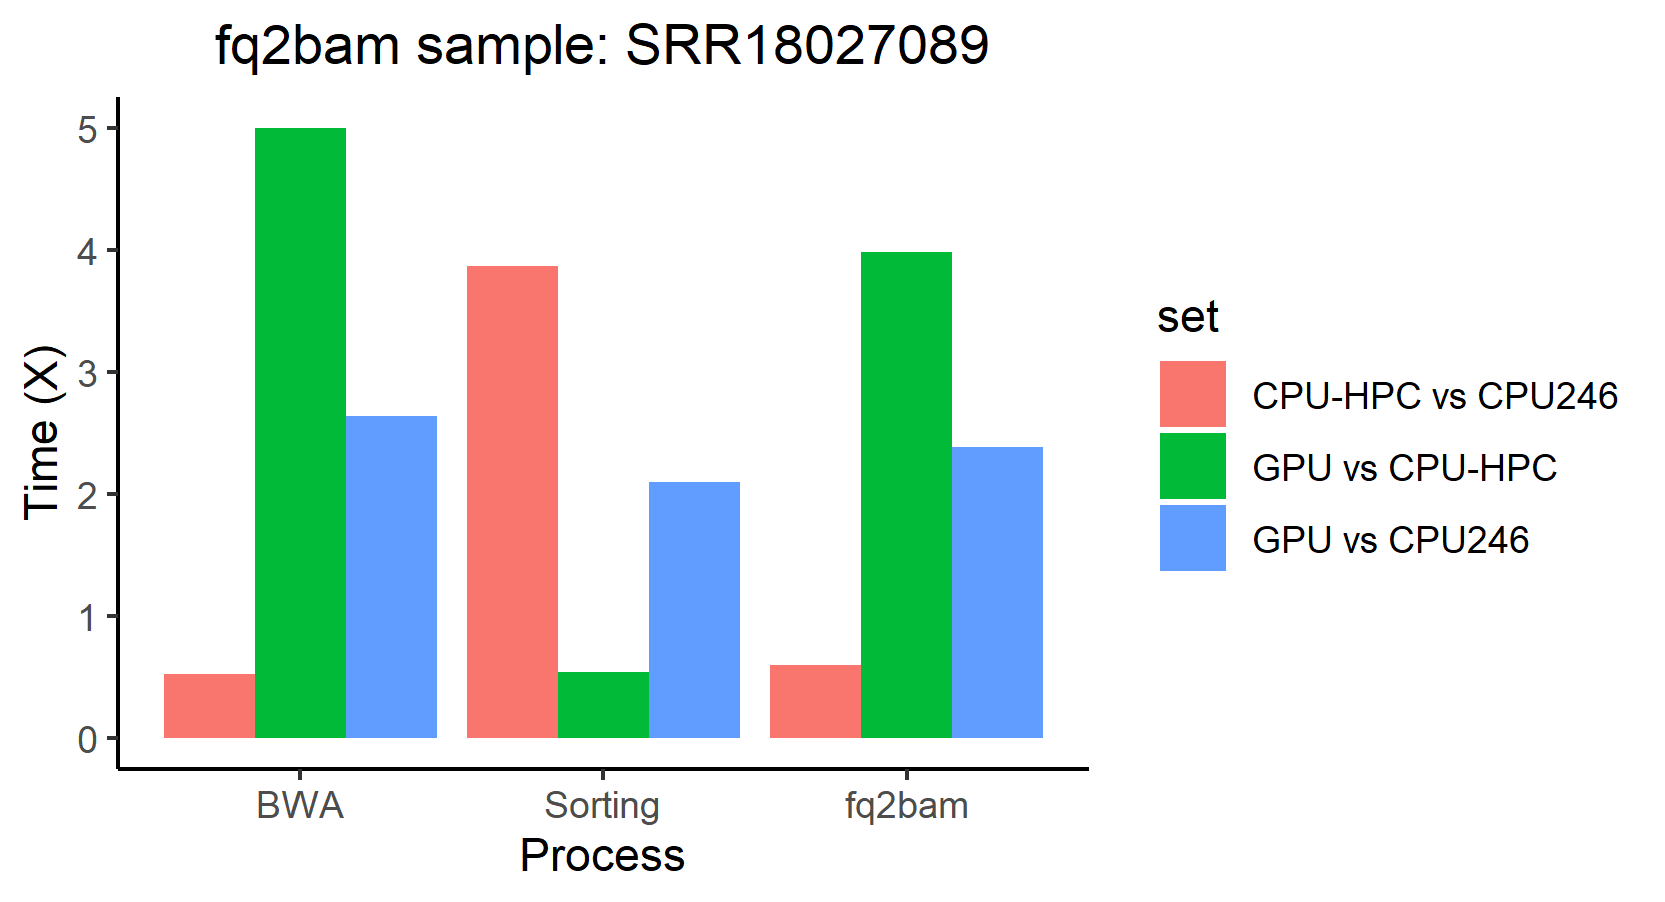 fq2bam sample: SRR18027089
Time (X)
5
4
3
2
1
0
BWA
Sorting
fq2bam
Process
set
CPU-HPC vs CPU246
GPU vs CPU-HPC
GPU vs CPU246